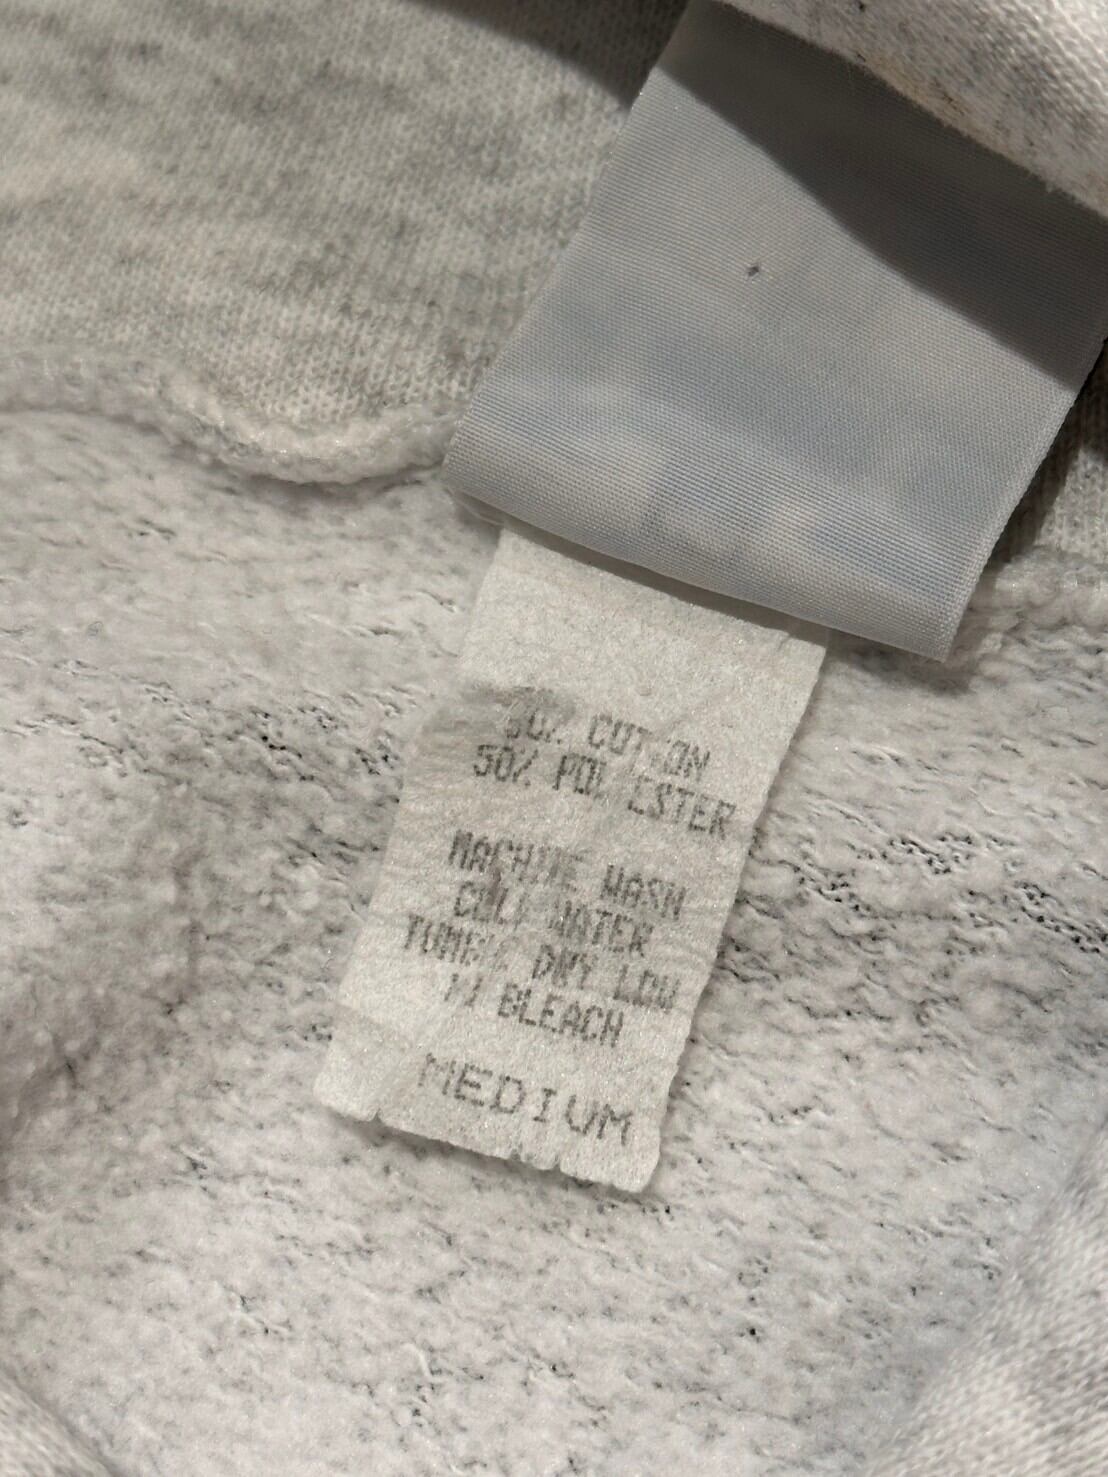 50% COTTON
50% POLYESTER
MACHINE WASH
COLD WATER
TUMBLE DRY LOW
NO BLEACH
MEDIUM